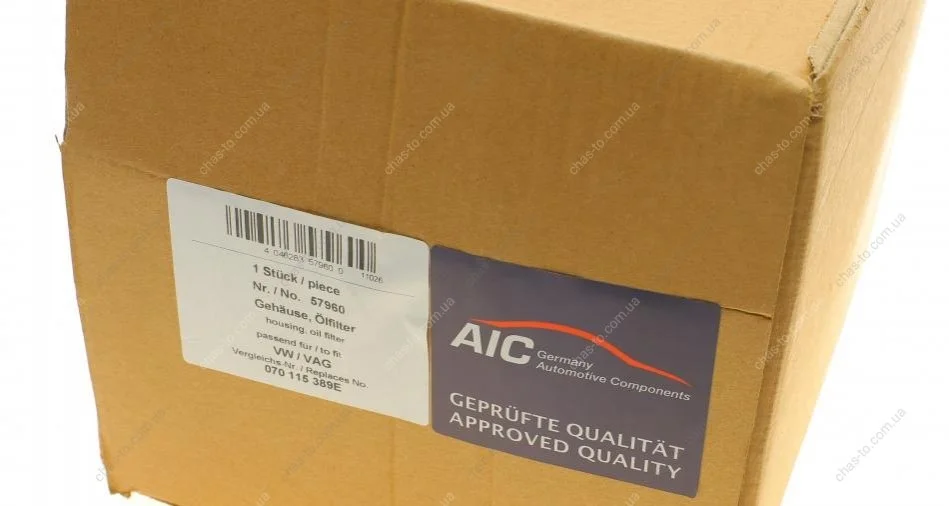 4 046283 57960 0
11026
1 Stück / piece
Nr. / No. 57960
Gehäuse, Ölfilter
housing, oil filter
passend für / to fit
VW / VAG
Vergleichs-Nr. / Replaces No.
070 115 389E
AIC Germany
Automotive Components
GEPRÜFTE QUALITÄT
APPROVED QUALITY
chas-to.com.ua